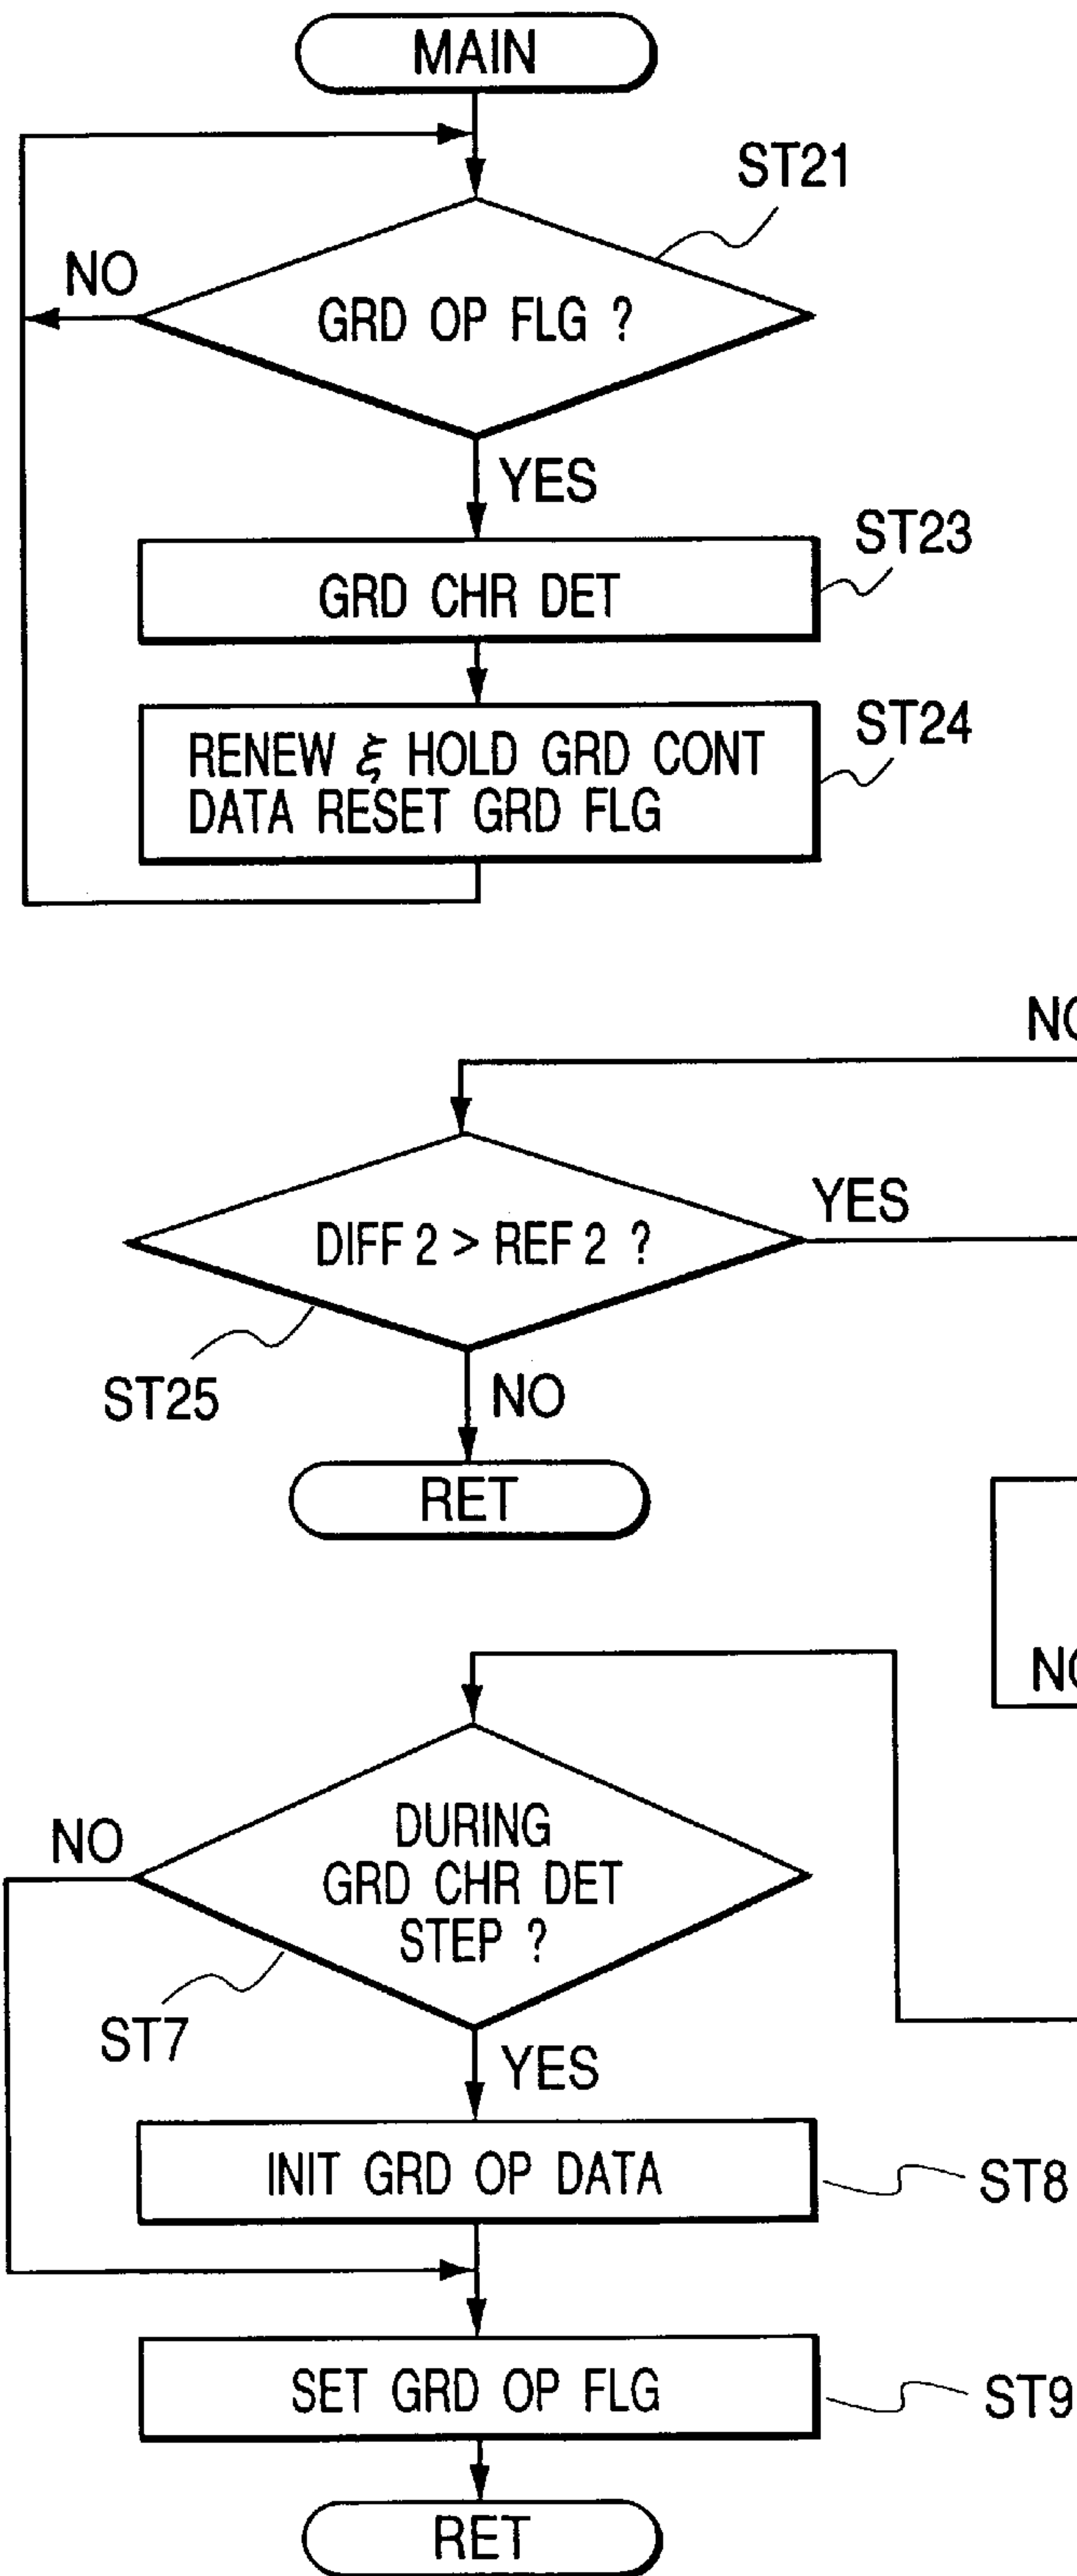 MAIN
ST21
NO
GRD OP FLG ?
YES
ST23
GRD CHR DET
ST24
RENEW ξ HOLD GRD CONT
DATA RESET GRD FLG
NO
YES
DIFF 2 > REF 2 ?
ST25
NO
RET
NO
NO
DURING
GRD CHR DET
STEP ?
ST7
YES
INIT GRD OP DATA
ST8
SET GRD OP FLG
ST9
RET